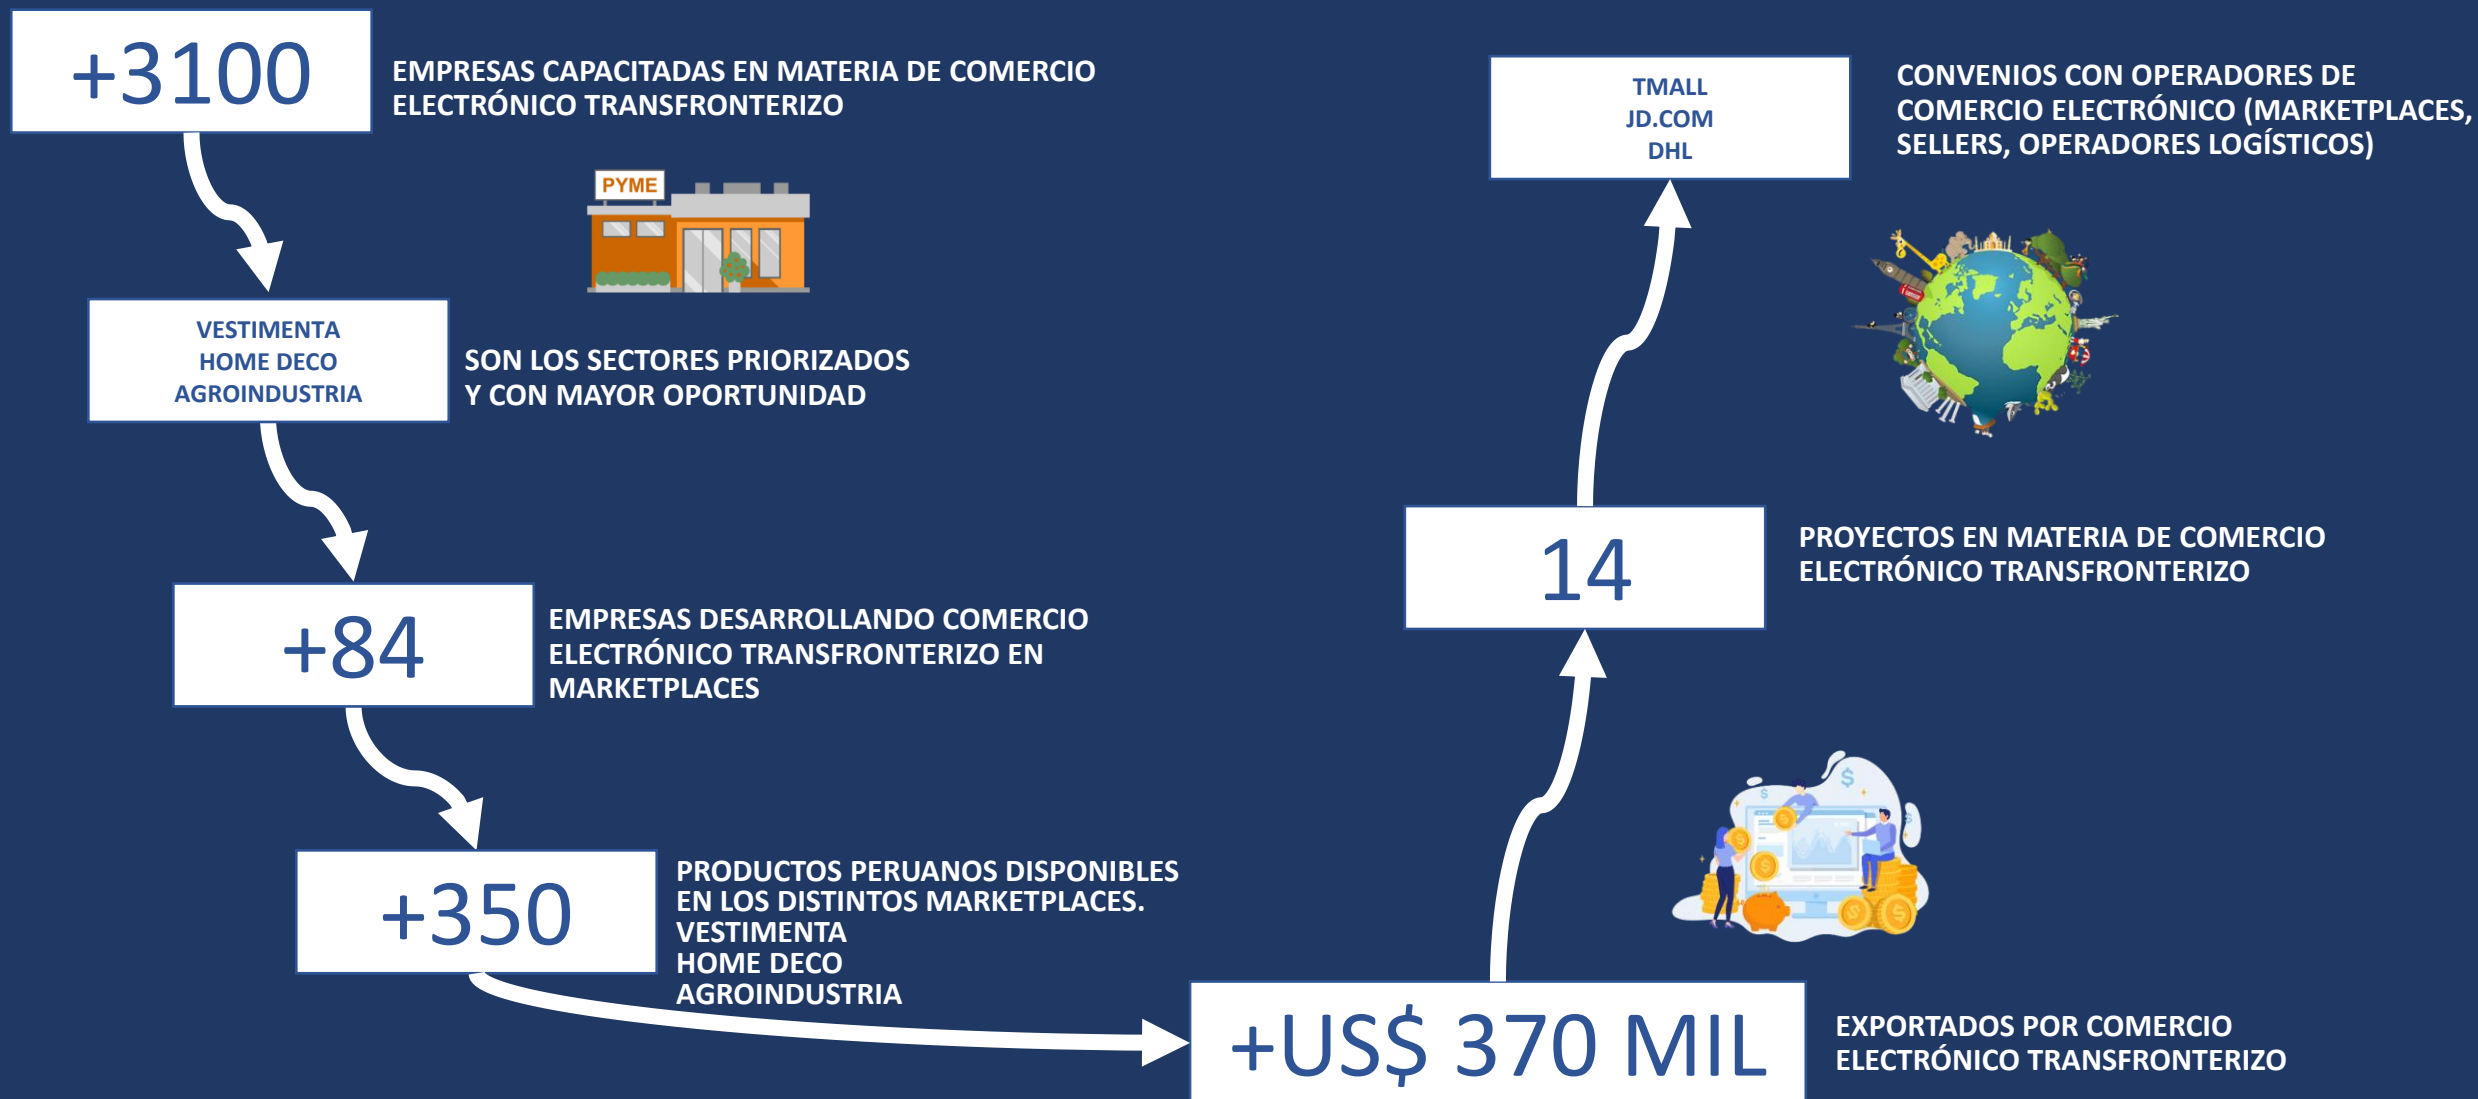 +3100
EMPRESAS CAPACITADAS EN MATERIA DE COMERCIO
ELECTRÓNICO TRANSFRONTERIZO
PYME
VESTIMENTA
HOME DECO
AGROINDUSTRIA
SON LOS SECTORES PRIORIZADOS
Y CON MAYOR OPORTUNIDAD
+84
EMPRESAS DESARROLLANDO COMERCIO
ELECTRÓNICO TRANSFRONTERIZO EN
MARKETPLACES
+350
PRODUCTOS PERUANOS DISPONIBLES
EN LOS DISTINTOS MARKETPLACES.
VESTIMENTA
HOME DECO
AGROINDUSTRIA
+US$ 370 MIL
EXPORTADOS POR COMERCIO
ELECTRÓNICO TRANSFRONTERIZO
14
PROYECTOS EN MATERIA DE COMERCIO
ELECTRÓNICO TRANSFRONTERIZO
TMALL
JD.COM
DHL
CONVENIOS CON OPERADORES DE
COMERCIO ELECTRÓNICO (MARKETPLACES,
SELLERS, OPERADORES LOGÍSTICOS)